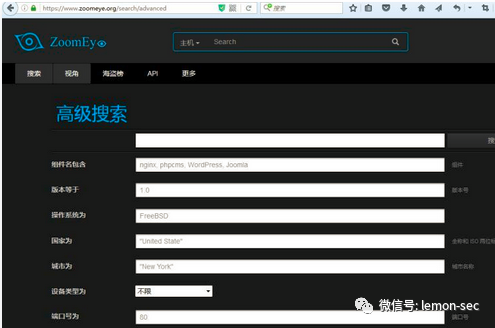 https://www.zoomeye.org/search/advanced 搜索
ZoomEye 主机 Search
搜索 视角 海盗榜 API 更多
高级搜索
搜
组件名包含 nginx, phpcms, WordPress, Joomla 组件
版本等于 1.0 版本号
操作系统为 FreeBSD
国家为 "United State" 全称和 ISO 两位
城市为 "New York" 城市名称
设备类型为 不限
端口号为 80 端口号
微信号: lemon-sec